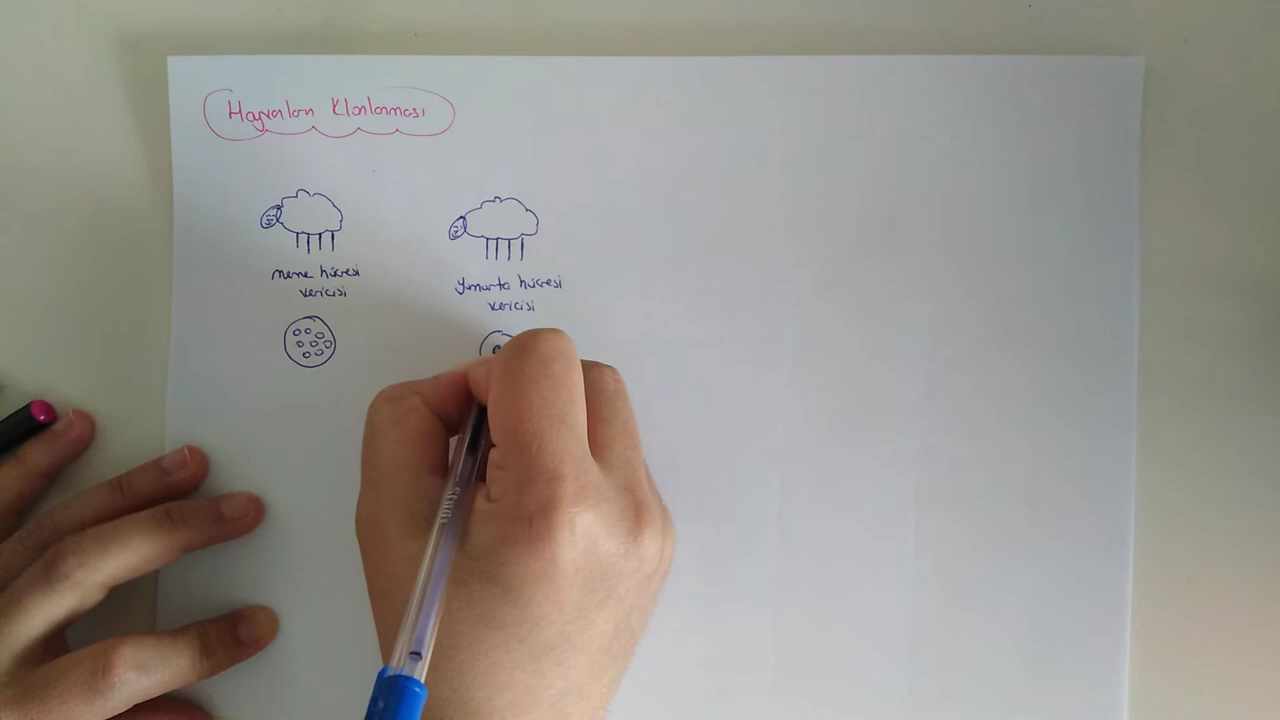 Hayvanların Klonlanması
meme hücresi
vericisi
yumurta hücresi
vericisi